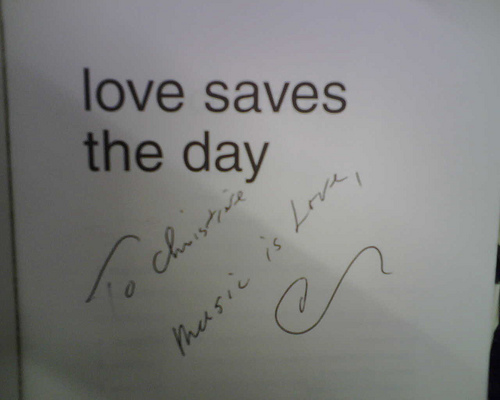 love saves
the day
To Christine
Music is Love,